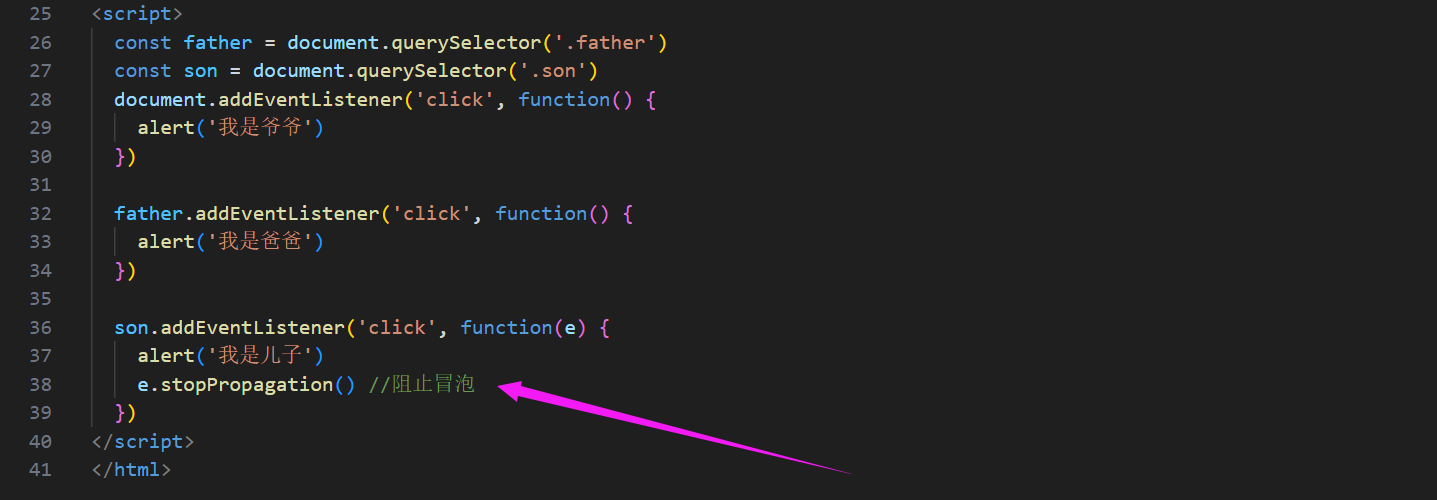 25 <script>
26 const father = document.querySelector('.father')
27 const son = document.querySelector('.son')
28 document.addEventListener('click', function() {
29 alert('我是爷爷')
30 })
31
32 father.addEventListener('click', function() {
33 alert('我是爸爸')
34 })
35
36 son.addEventListener('click', function(e) {
37 alert('我是儿子')
38 e.stopPropagation() //阻止冒泡
39 })
40 </script>
41 </html>